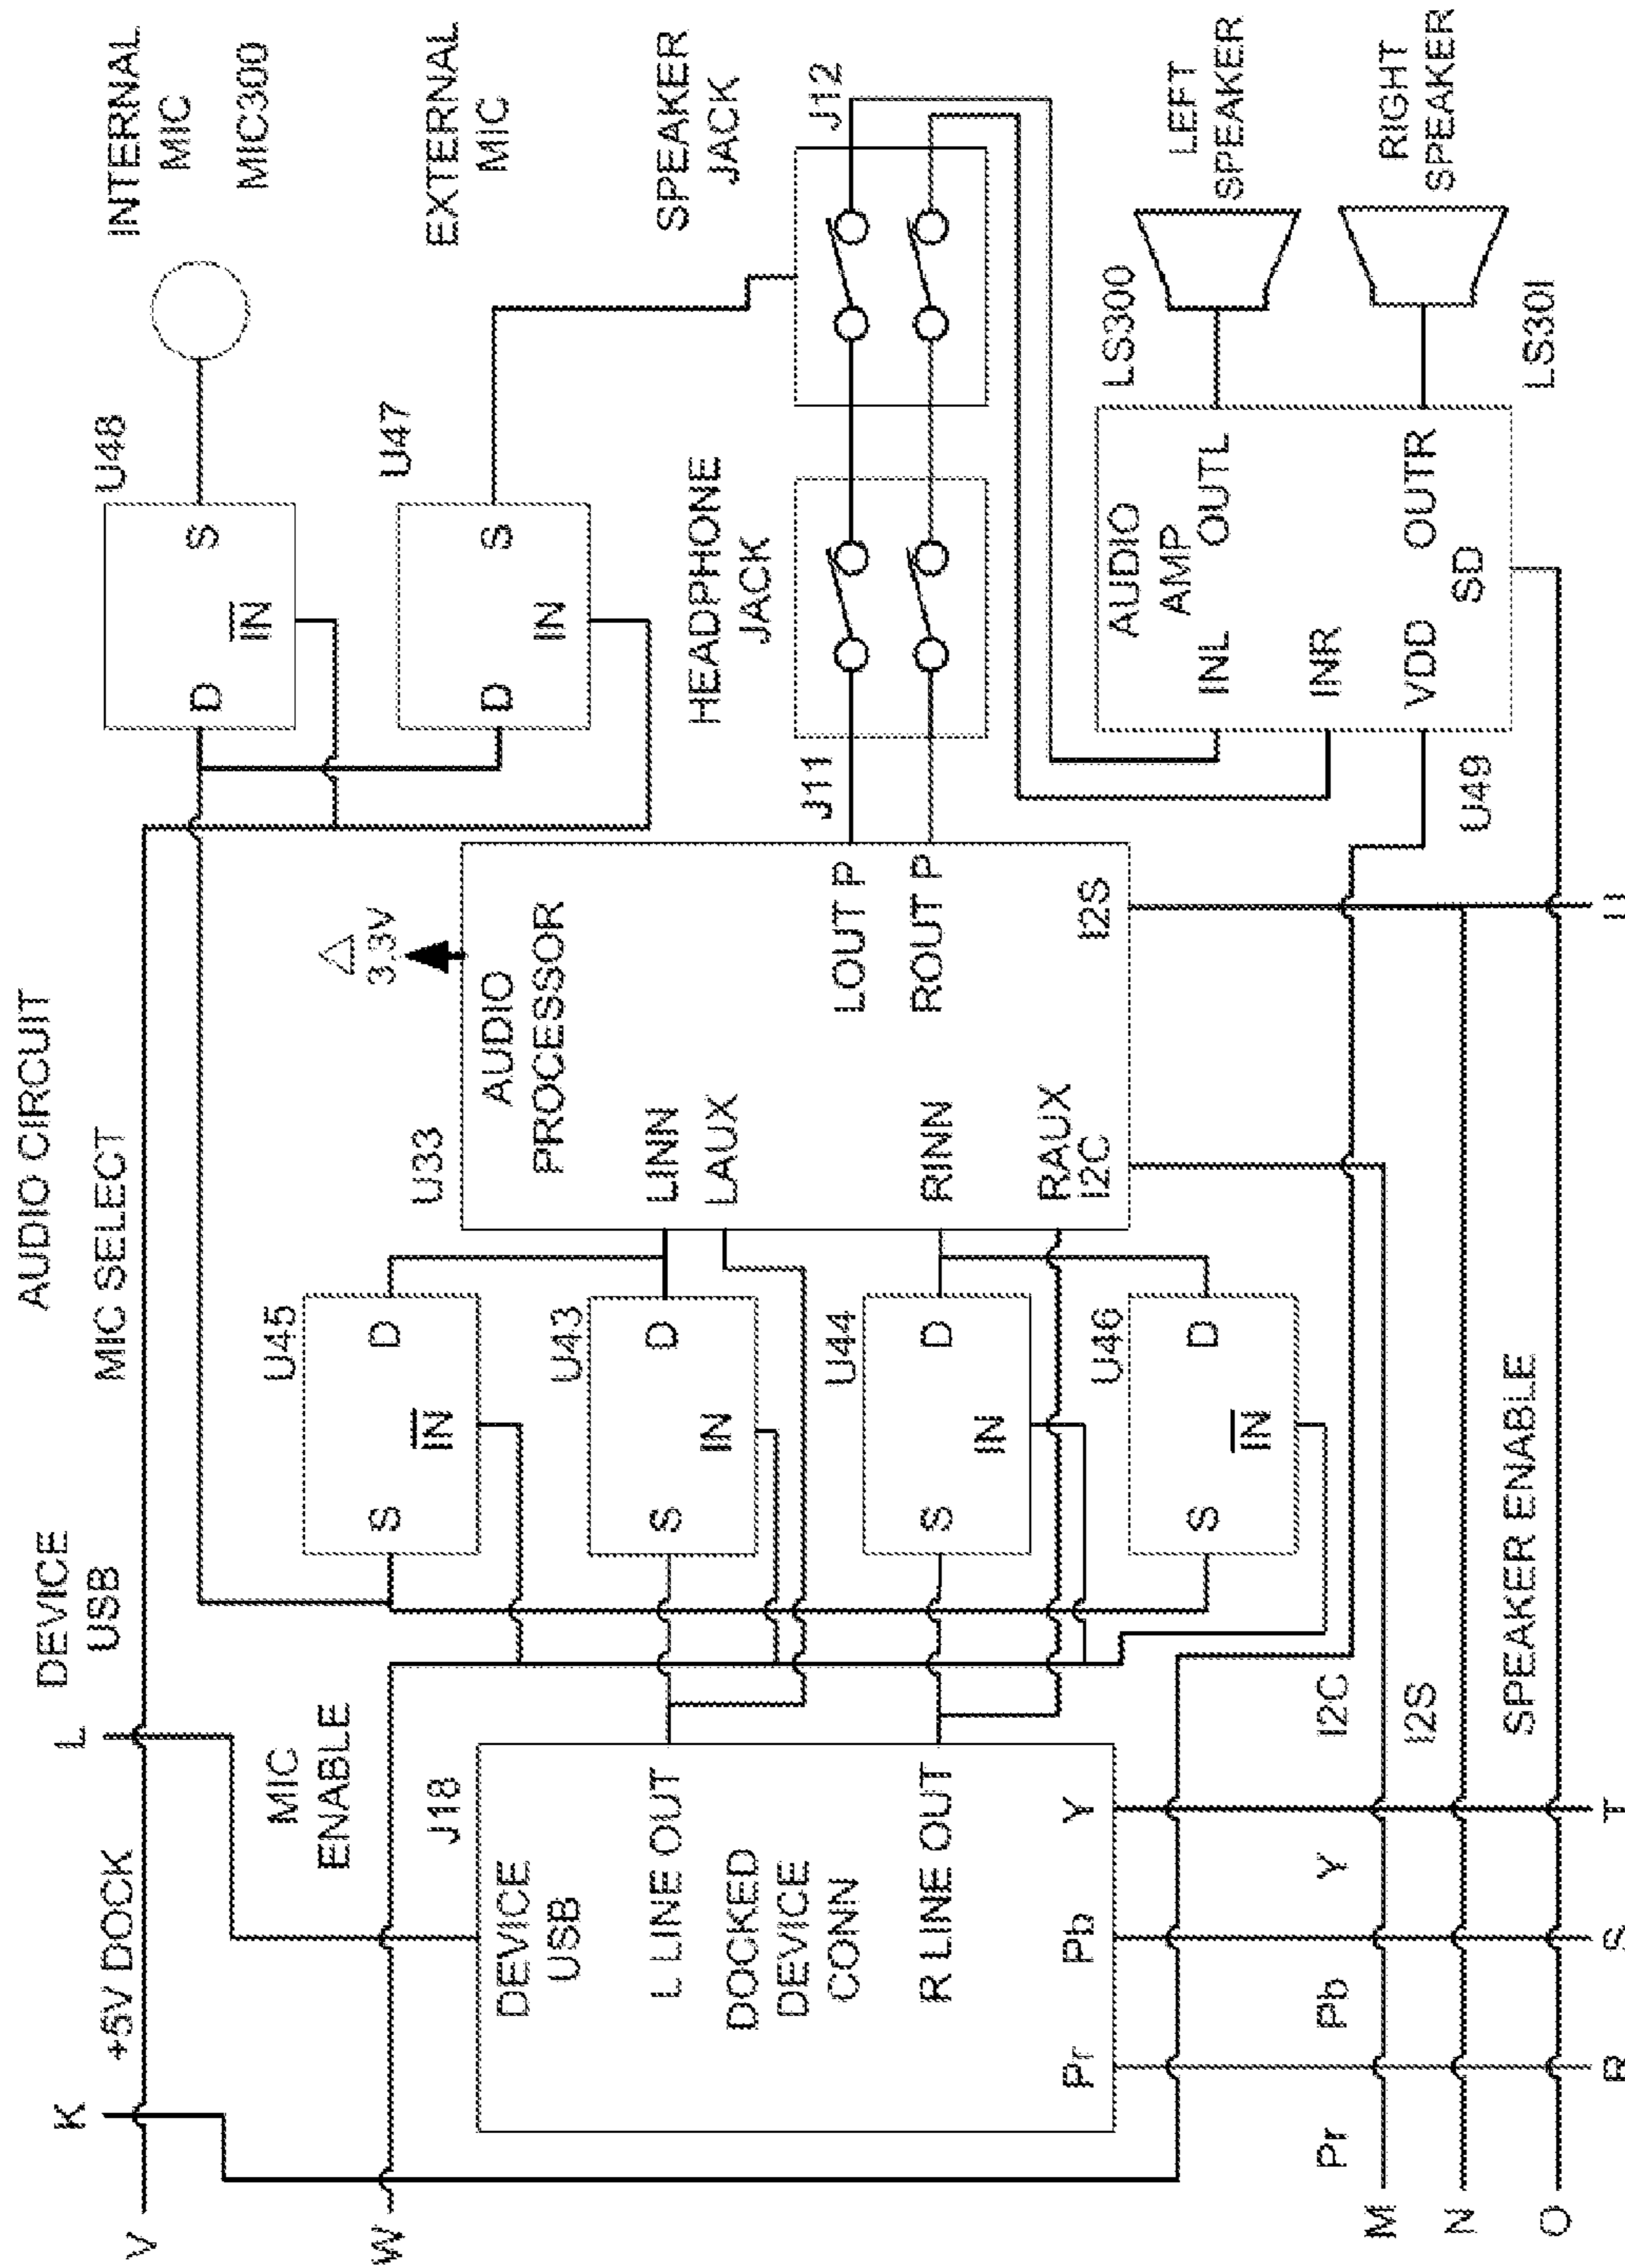 AUDIO CIRCUIT
K
+5V DOCK
L
DEVICE
USB
MIC SELECT
V
W
MIC
ENABLE
J18
DEVICE
USB
L LINE OUT
DOCKED
DEVICE
CONN
R LINE OUT
Pr
Pb
Y
U45
S
IN
D
U43
S
IN
D
U44
S
IN
D
U46
S
IN
D
U33
AUDIO
PROCESSOR
3.3V
LINN
LAUX
RINN
RAUX
I2C
LOUT P
ROUT P
I2S
U48
D
IN
S
INTERNAL
MIC
MIC300
U47
D
IN
S
EXTERNAL
MIC
HEADPHONE
JACK
J11
SPEAKER
JACK
J12
AUDIO
AMP
INL
OUTL
INR
OUTR
VDD
SD
U49
LS300
LEFT
SPEAKER
LS301
RIGHT
SPEAKER
Pr
Pb
Y
I2C
I2S
SPEAKER ENABLE
M
N
O
R
S
T
U